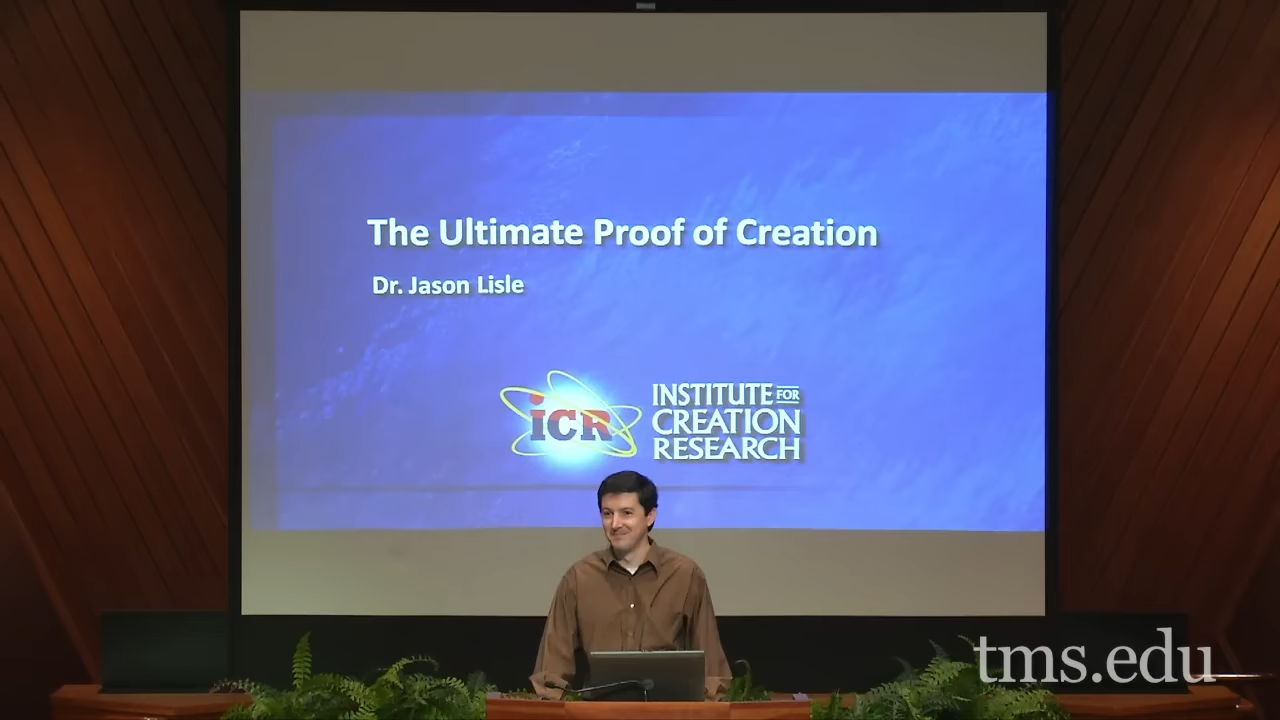 The Ultimate Proof of Creation
Dr. Jason Lisle
iCR
INSTITUTE FOR
CREATION
RESEARCH
tms.edu